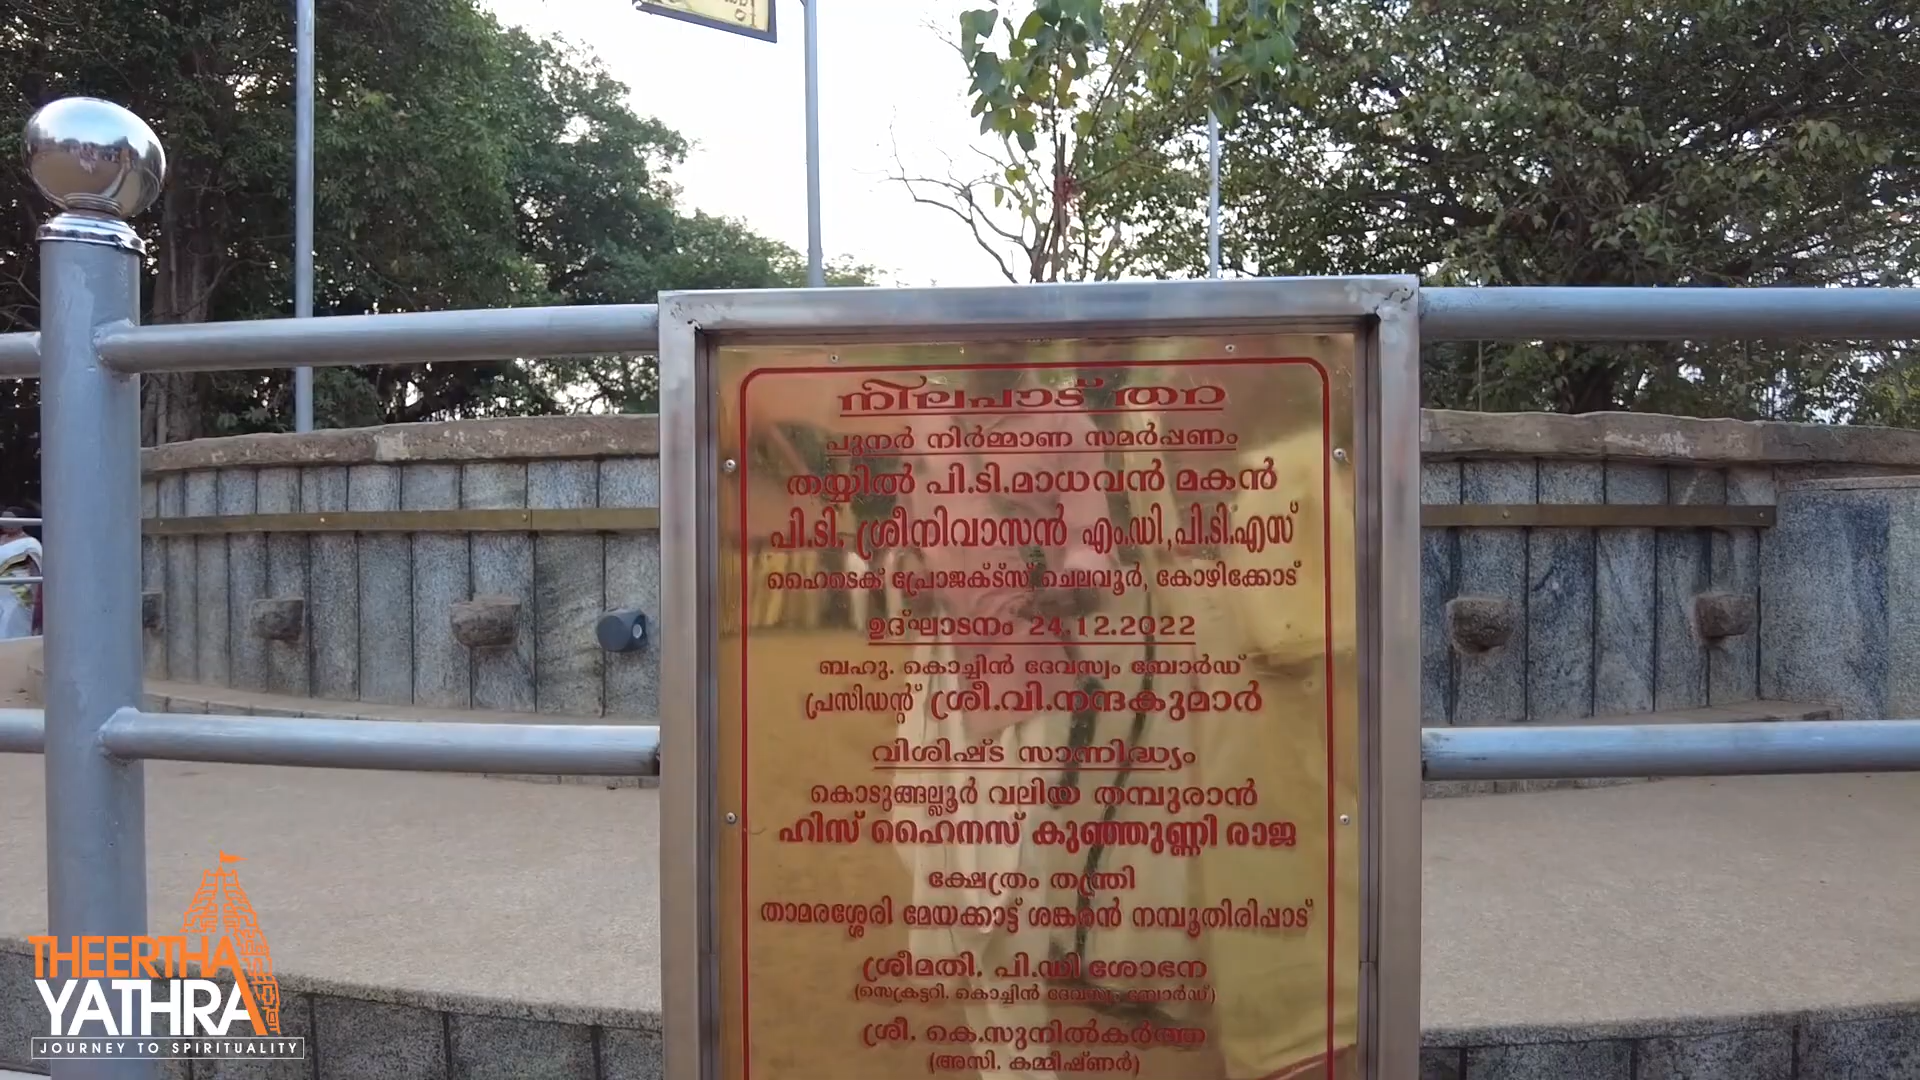 നിലപാട് തറ
പുനർ നിർമ്മാണ സമർപ്പണം
തയ്യിൽ പി.ടി.മാധവൻ മകൻ
പി.ടി. ശ്രീനിവാസൻ എം.ഡി,പി.ടി.എസ്
ഹൈടെക് പ്രോജക്ട്സ് ചെലവൂർ, കോഴിക്കോട്
ഉദ്ഘാടനം 24.12.2022
ബഹു. കൊച്ചിൻ ദേവസ്വം ബോർഡ്
പ്രസിഡന്റ് ശ്രീ.വി.നന്ദകുമാർ
വിശിഷ്ട സാന്നിദ്ധ്യം
കൊടുങ്ങല്ലൂർ വലിയ തമ്പുരാൻ
ഹിസ് ഹൈനസ് കുഞ്ഞുണ്ണി രാജ
ക്ഷേത്രം തന്ത്രി
താമരശ്ശേരി മേയക്കാട്ട് ശങ്കരൻ നമ്പൂതിരിപ്പാട്
ശ്രീമതി. പി.ഡി ശോഭന
(സെക്രട്ടറി. കൊച്ചിൻ ദേവസ്വം ബോർഡ്)
ശ്രീ. കെ.സുനിൽകർത്ത
(അസി. കമ്മീഷ്ണർ)
THEERTHA
YATHRA
JOURNEY TO SPIRITUALITY